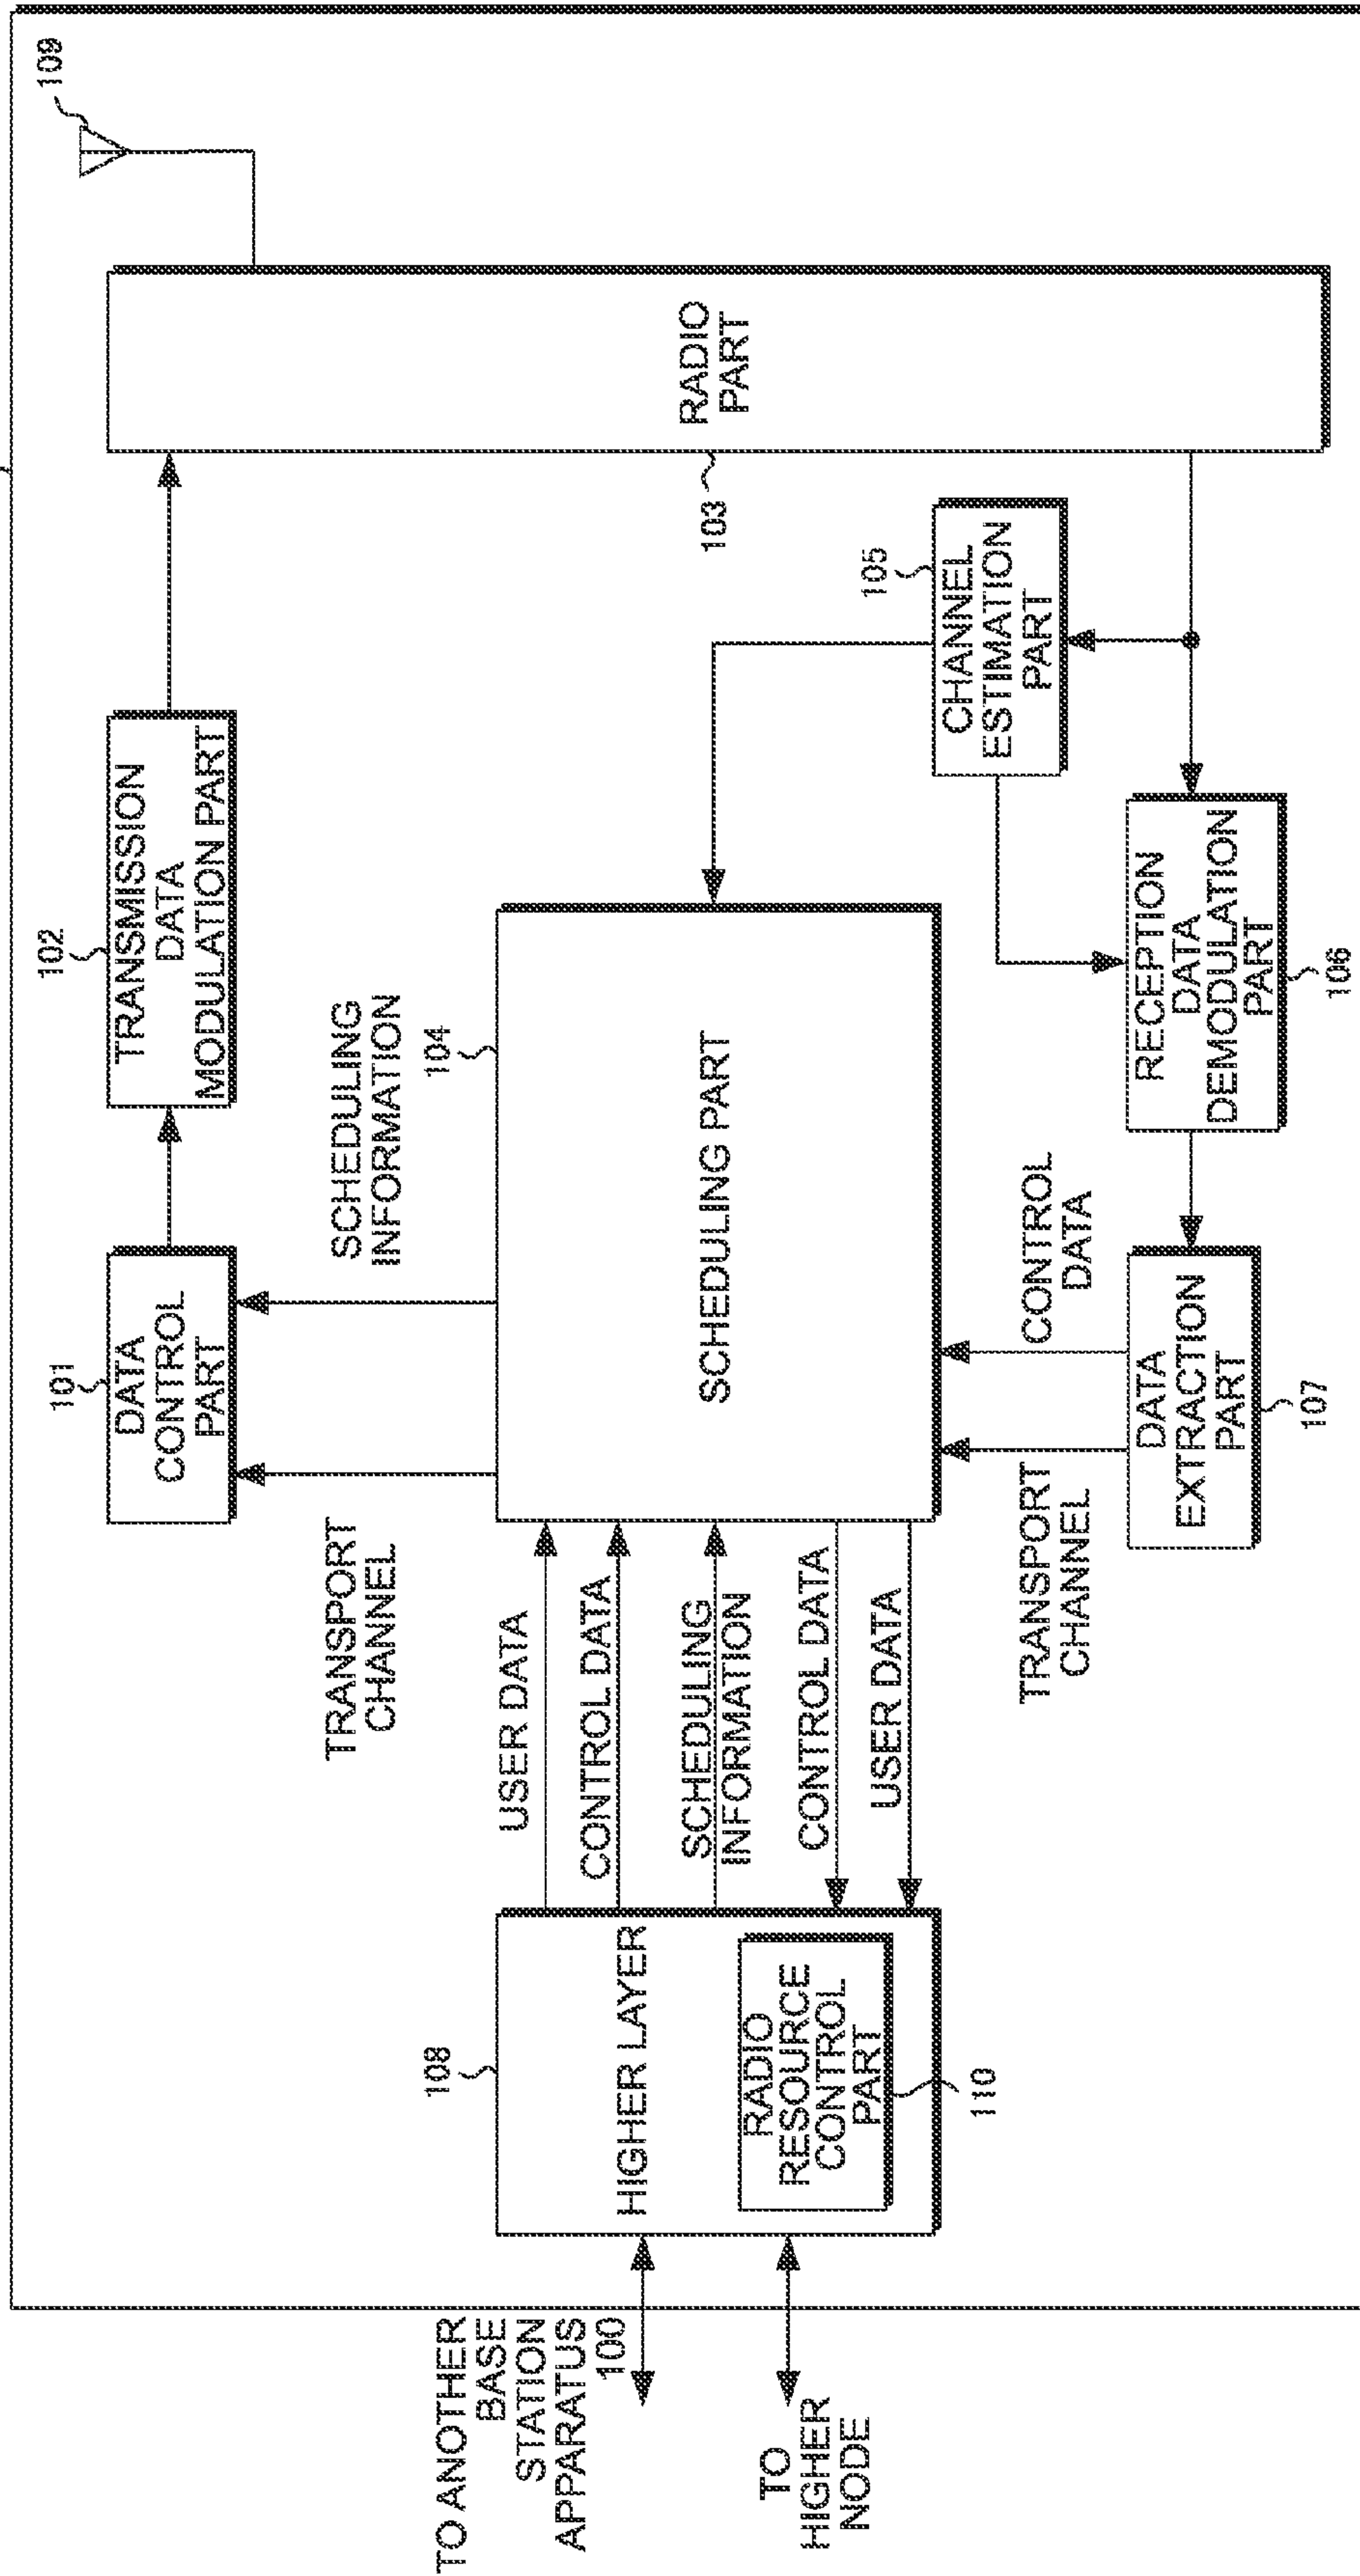 109
102
TRANSMISSION
DATA
MODULATION PART
101
DATA
CONTROL
PART
SCHEDULING
INFORMATION
TRANSPORT
CHANNEL
RADIO
PART
103
105
CHANNEL
ESTIMATION
PART
104
SCHEDULING PART
108
HIGHER LAYER
RADIO
RESOURCE
CONTROL
PART
110
USER DATA
CONTROL DATA
SCHEDULING
INFORMATION
CONTROL DATA
USER DATA
TO ANOTHER
BASE
STATION
APPARATUS
100
TO
HIGHER
NODE
CONTROL
DATA
TRANSPORT
CHANNEL
RECEPTION
DATA
DEMODULATION
PART
106
DATA
EXTRACTION
PART
107